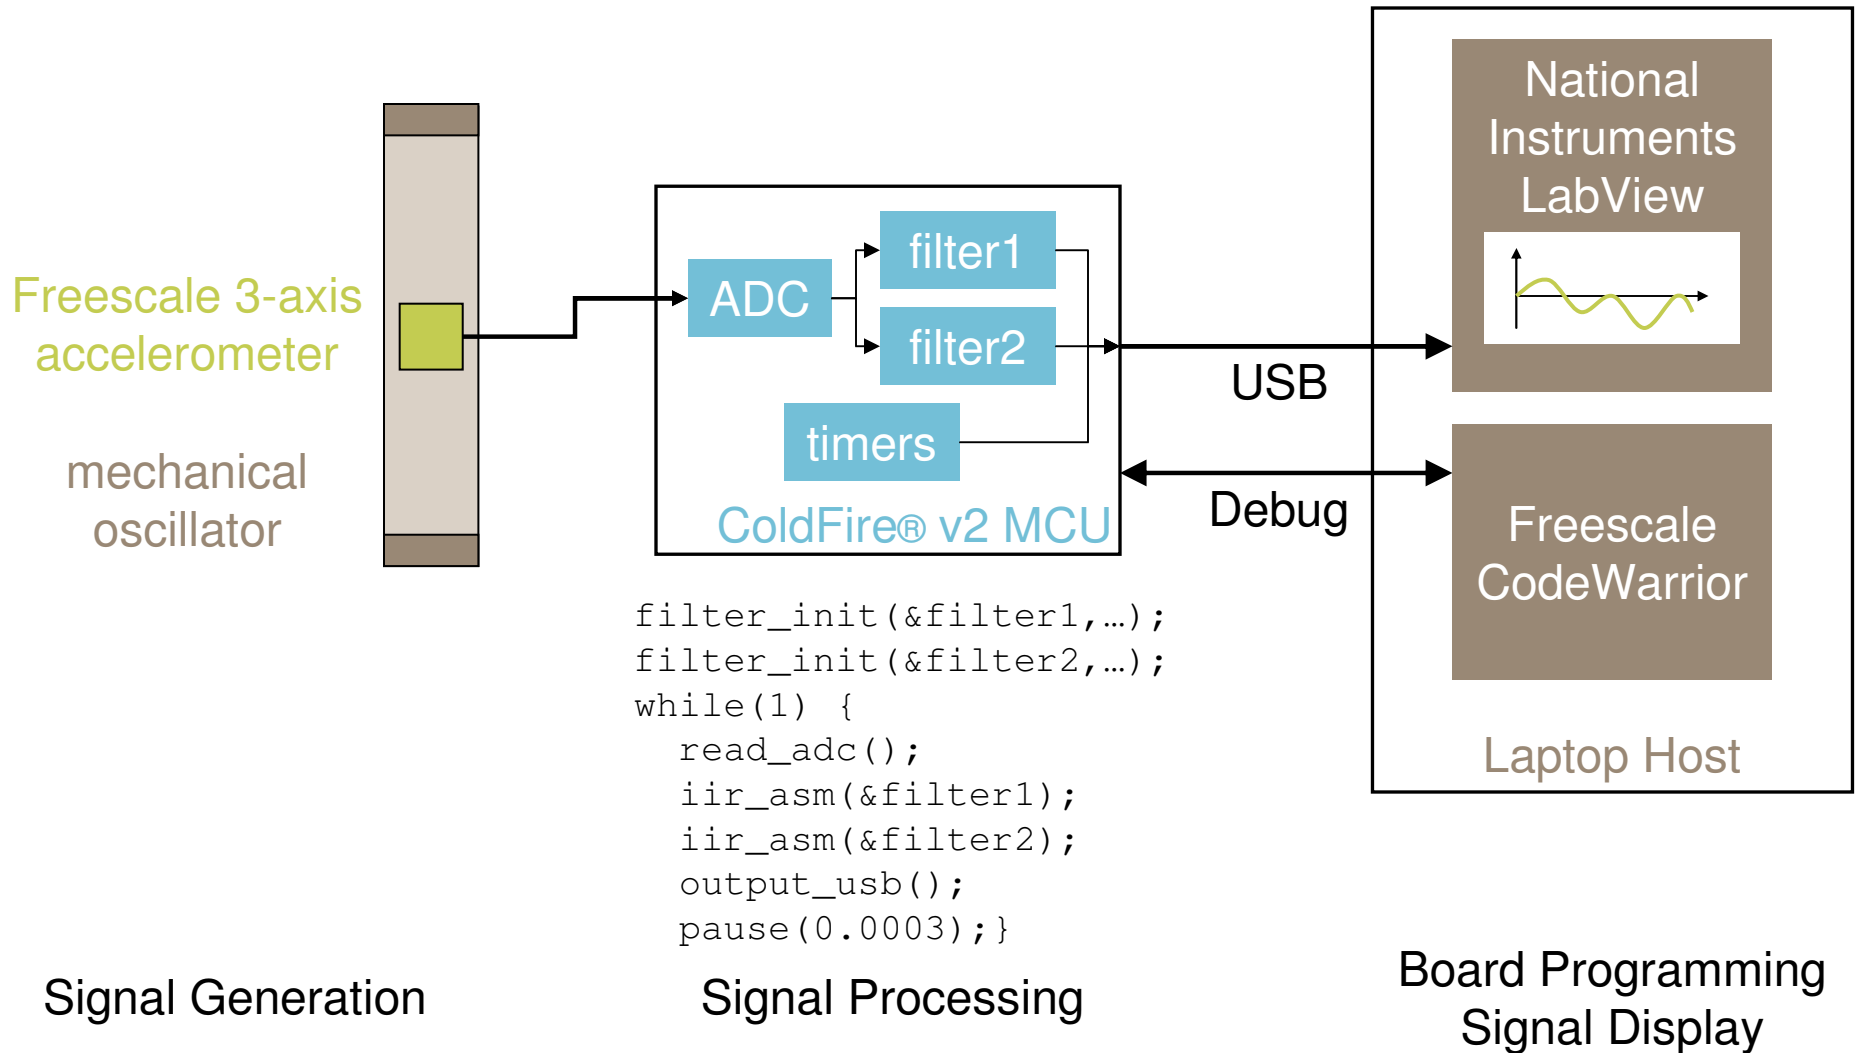 Freescale 3-axis
accelerometer
mechanical
oscillator
ADC
filter1
filter2
timers
ColdFire® v2 MCU
USB
Debug
National
Instruments
LabView
Freescale
CodeWarrior
Laptop Host
filter_init(&filter1,…);
filter_init(&filter2,…);
while(1) {
read_adc();
iir_asm(&filter1);
iir_asm(&filter2);
output_usb();
pause(0.0003);}
Signal Generation
Signal Processing
Board Programming
Signal Display